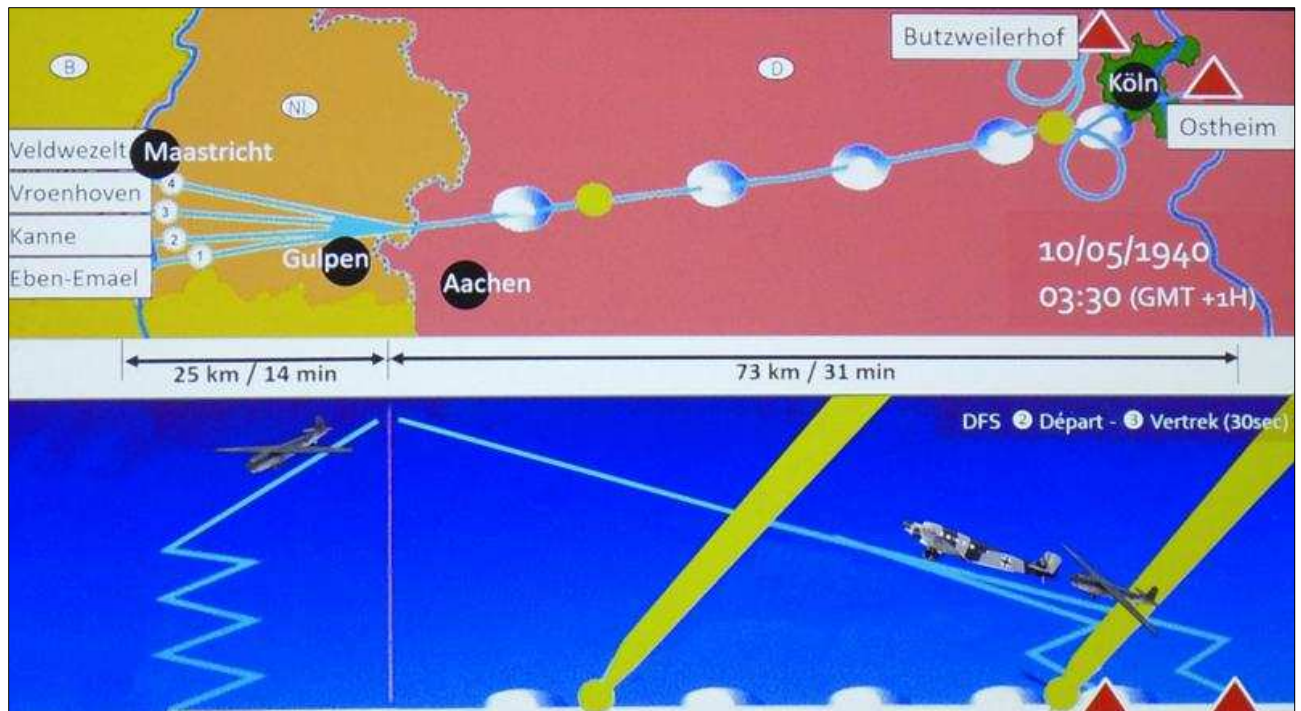 Butzweilerhof
B
D
NL
Köln
Ostheim
Veldwezelt
Maastricht
Vroenhoven
4
3
Kanne
2
1
Gulpen
Eben-Emael
Aachen
10/05/1940
03:30 (GMT +1H)
25 km / 14 min
73 km / 31 min
DFS ❷ Départ - ❸ Vertrek (30sec)